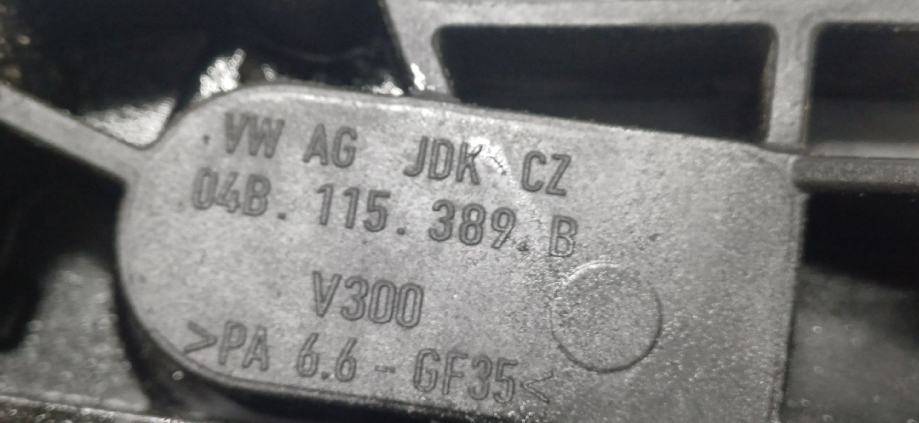 VW AG JDK CZ
04B. 115. 389. B
V300
>PA 6.6 - GF35<